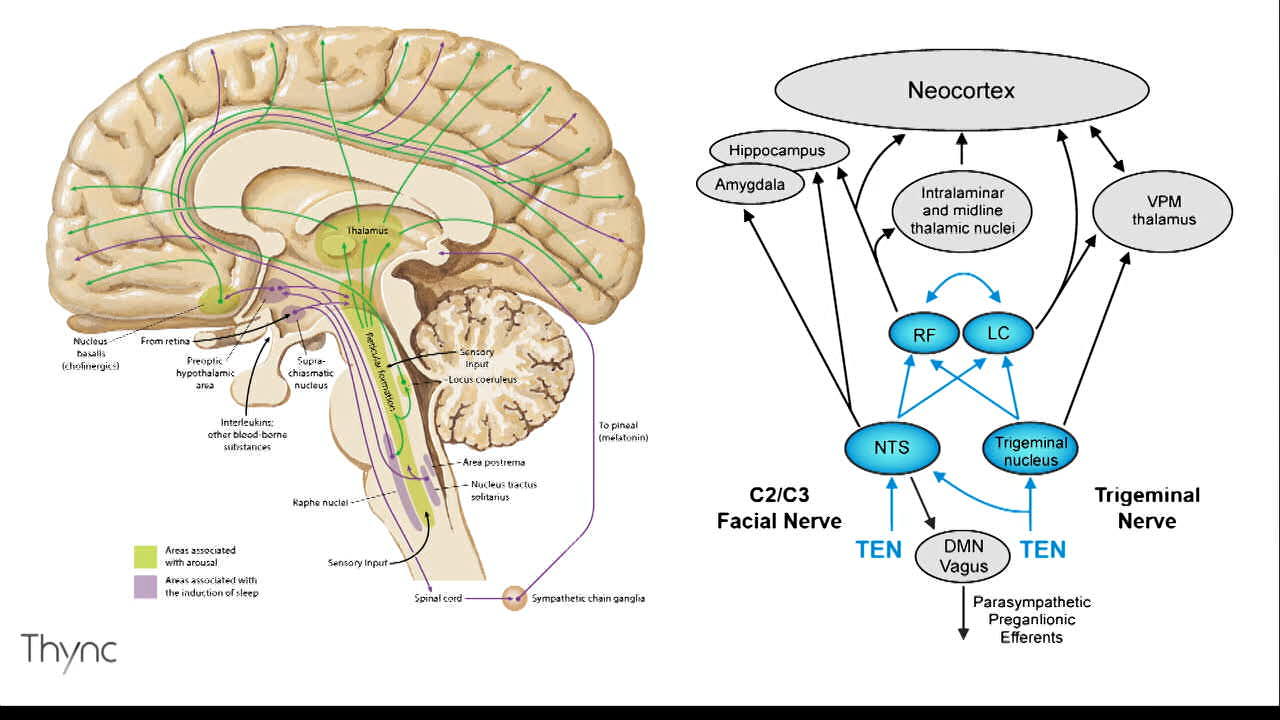 Thalamus
Nucleus
basalis
(cholinergics)
From retina
Preoptic
hypothalamic
area
Supra-
chiasmatic
nucleus
Interleukins;
other blood-borne
substances
Reticular formation
Sensory
input
Locus coeruleus
To pineal
(melatonin)
Area postrema
Nucleus tractus
solitarius
Raphe nuclei
Sensory input
Spinal cord
Sympathetic chain ganglia
Areas associated
with arousal
Areas associated with
the induction of sleep
Thync
Neocortex
Hippocampus
Amygdala
Intralaminar
and midline
thalamic nuclei
VPM
thalamus
RF
LC
NTS
Trigeminal
nucleus
C2/C3
Facial Nerve
Trigeminal
Nerve
TEN
TEN
DMN
Vagus
Parasympathetic
Preganlionic
Efferents